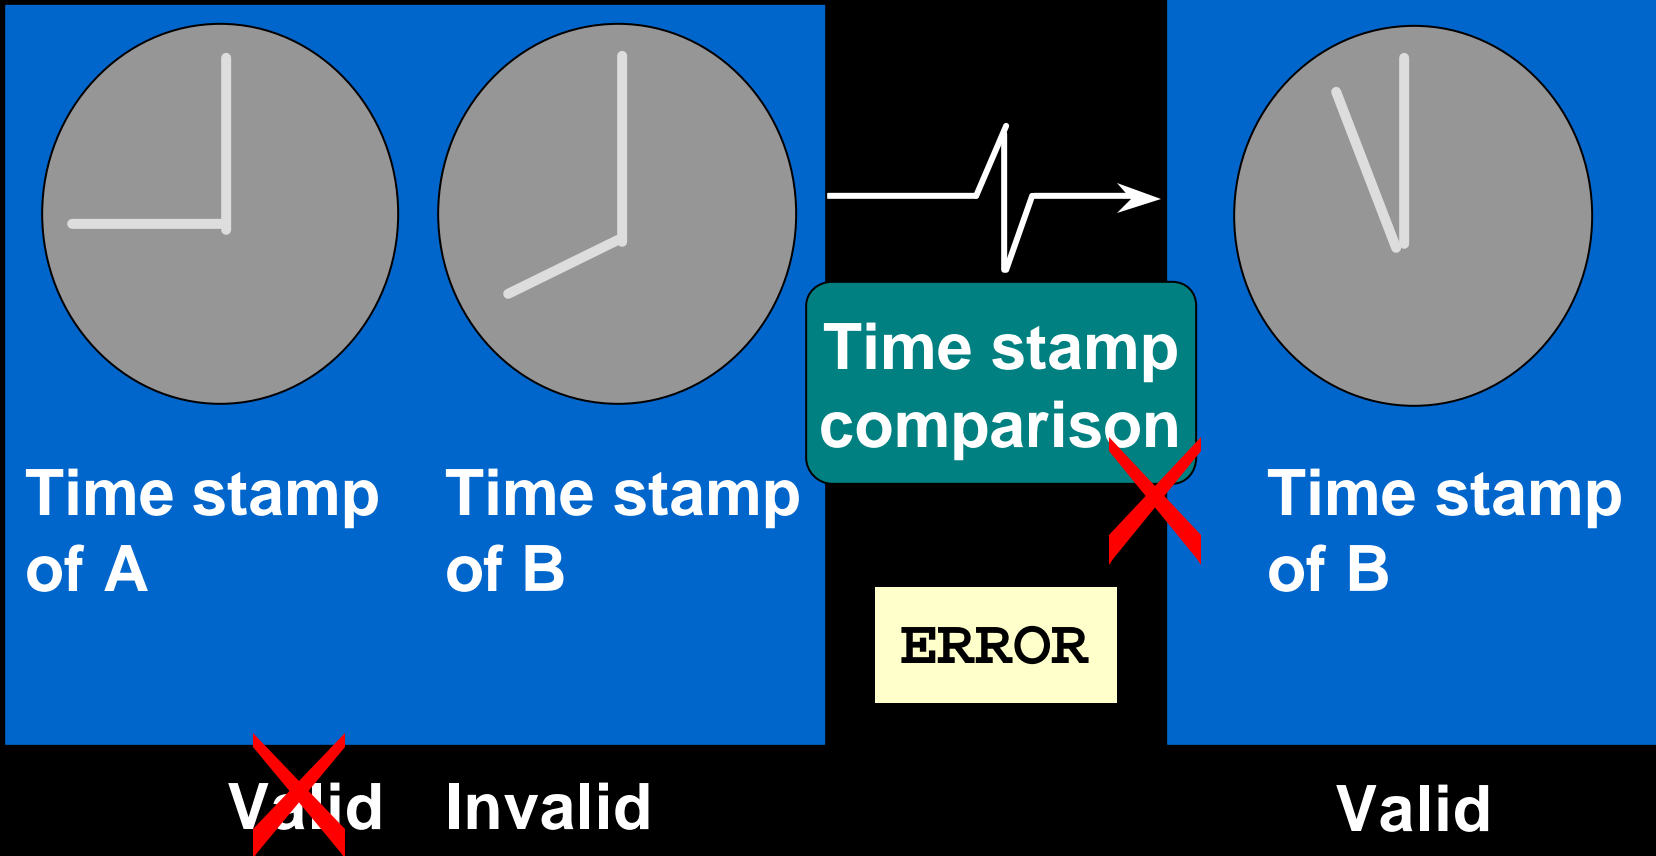 Time stamp
comparison
Time stamp
of A
Time stamp
of B
Time stamp
of B
ERROR
Valid
Invalid
Valid